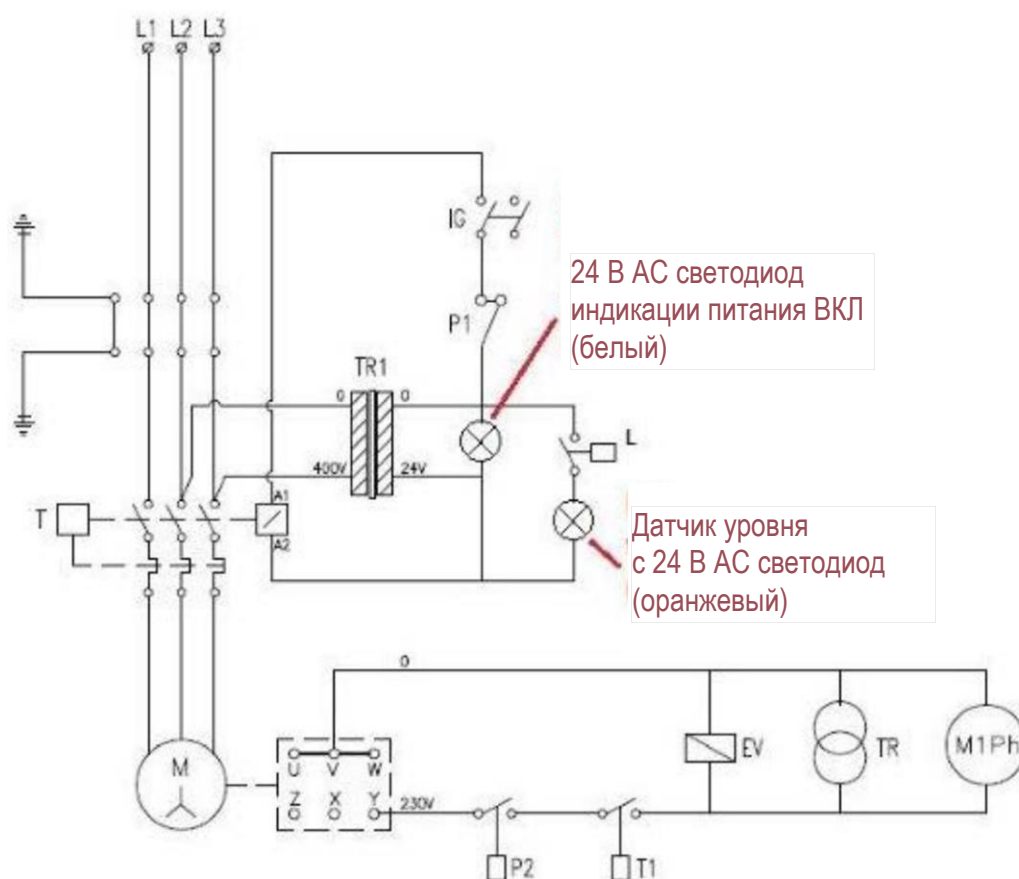 L1 L2 L3
IG
24 В АС светодиод
индикации питания ВКЛ
(белый)
P1
TR1
0 0
L
400V 24V
A1
T
A2
Датчик уровня
с 24 В АС светодиод
(оранжевый)
0
M
U V W
Z X Y
230V
EV
TR
M1Ph
P2
T1